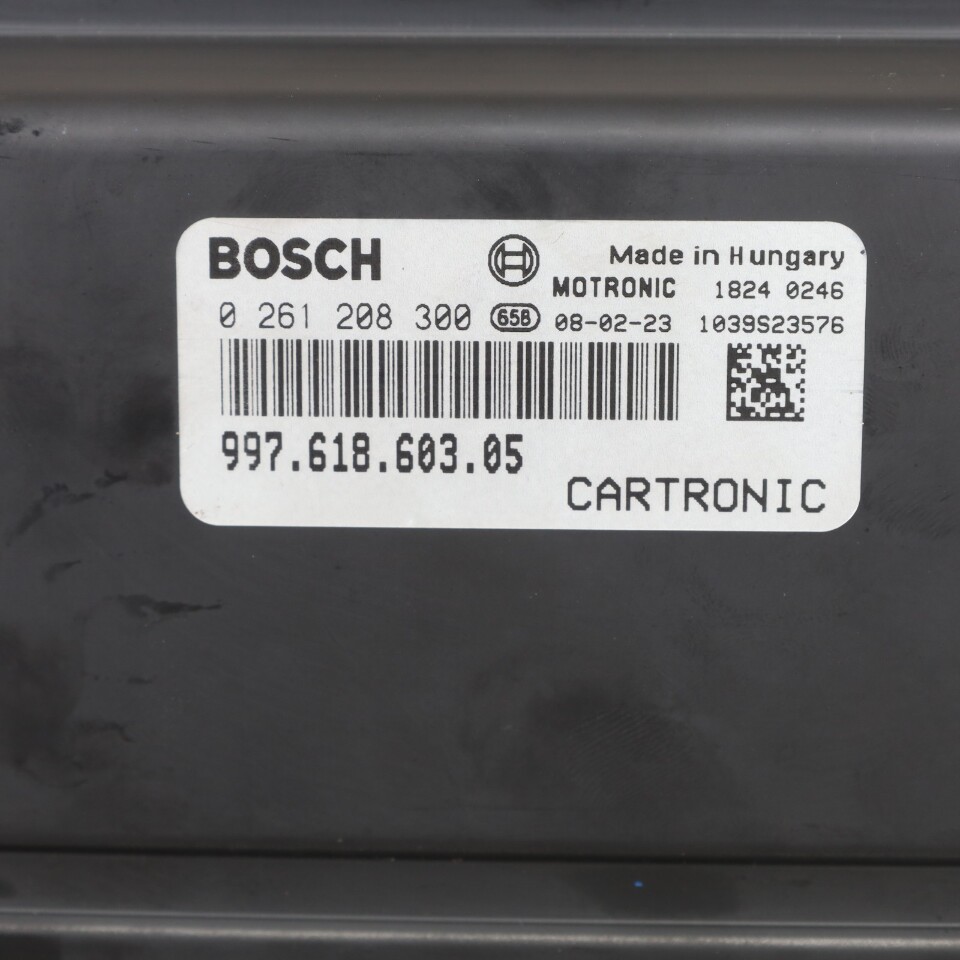 BOSCH Made in Hungary
MOTRONIC 1824 0246
0 261 208 300 658 08-02-23 1039S23576
997.618.603.05
CARTRONIC